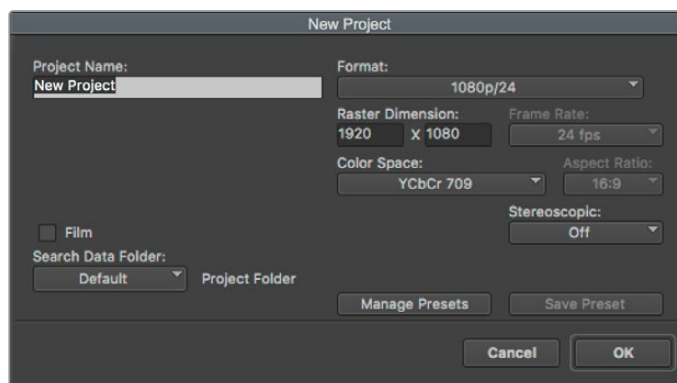 New Project
Project Name:
New Project
Format:
1080p/24
Raster Dimension:
Frame Rate:
1920 x 1080
24 fps
Color Space:
Aspect Ratio:
YCbCr 709
16:9
Stereoscopic:
Film
Off
Search Data Folder:
Default
Project Folder
Manage Presets
Save Preset
Cancel
OK